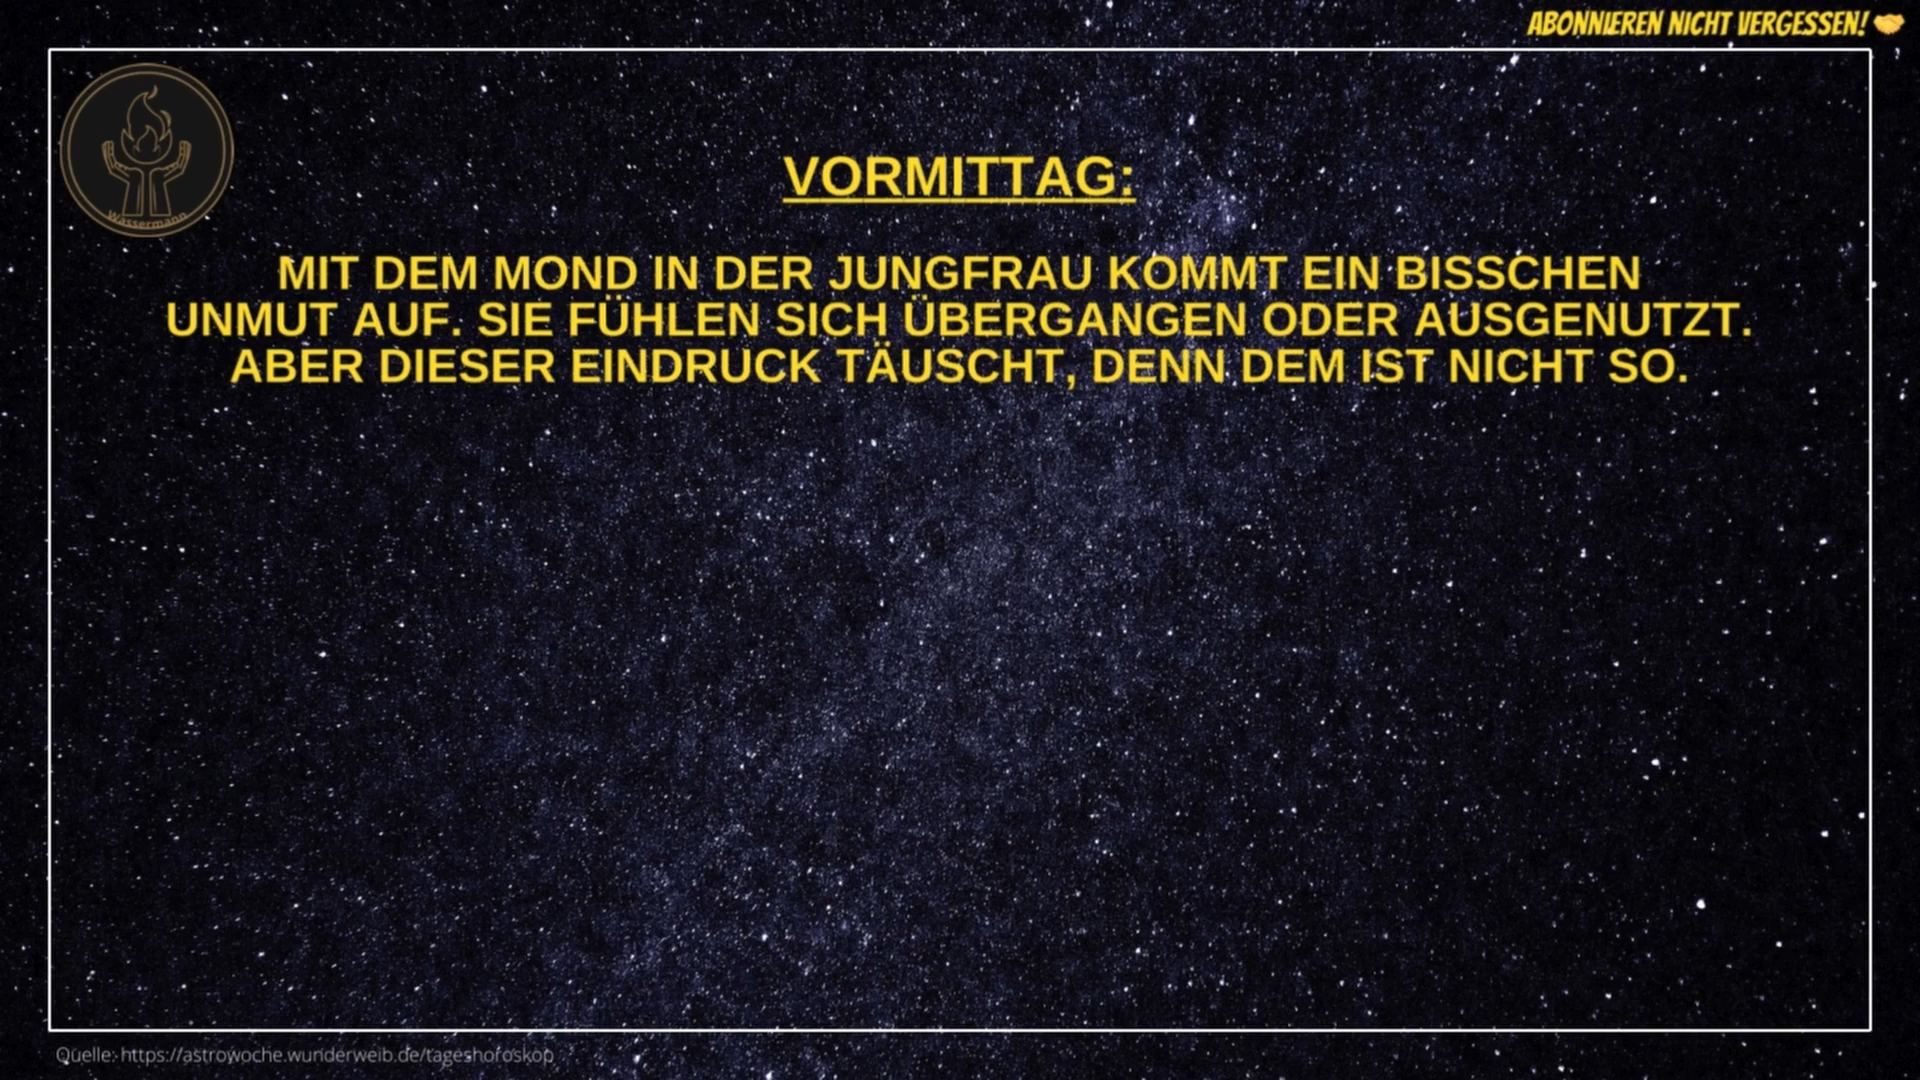 ABONNIEREN NICHT VERGESSEN!
Wassermann
VORMITTAG:
MIT DEM MOND IN DER JUNGFRAU KOMMT EIN BISSCHEN
UNMUT AUF. SIE FÜHLEN SICH ÜBERGANGEN ODER AUSGENUTZT.
ABER DIESER EINDRUCK TÄUSCHT, DENN DEM IST NICHT SO.
Quelle: https://astrowoche.wunderweib.de/tageshoroskop